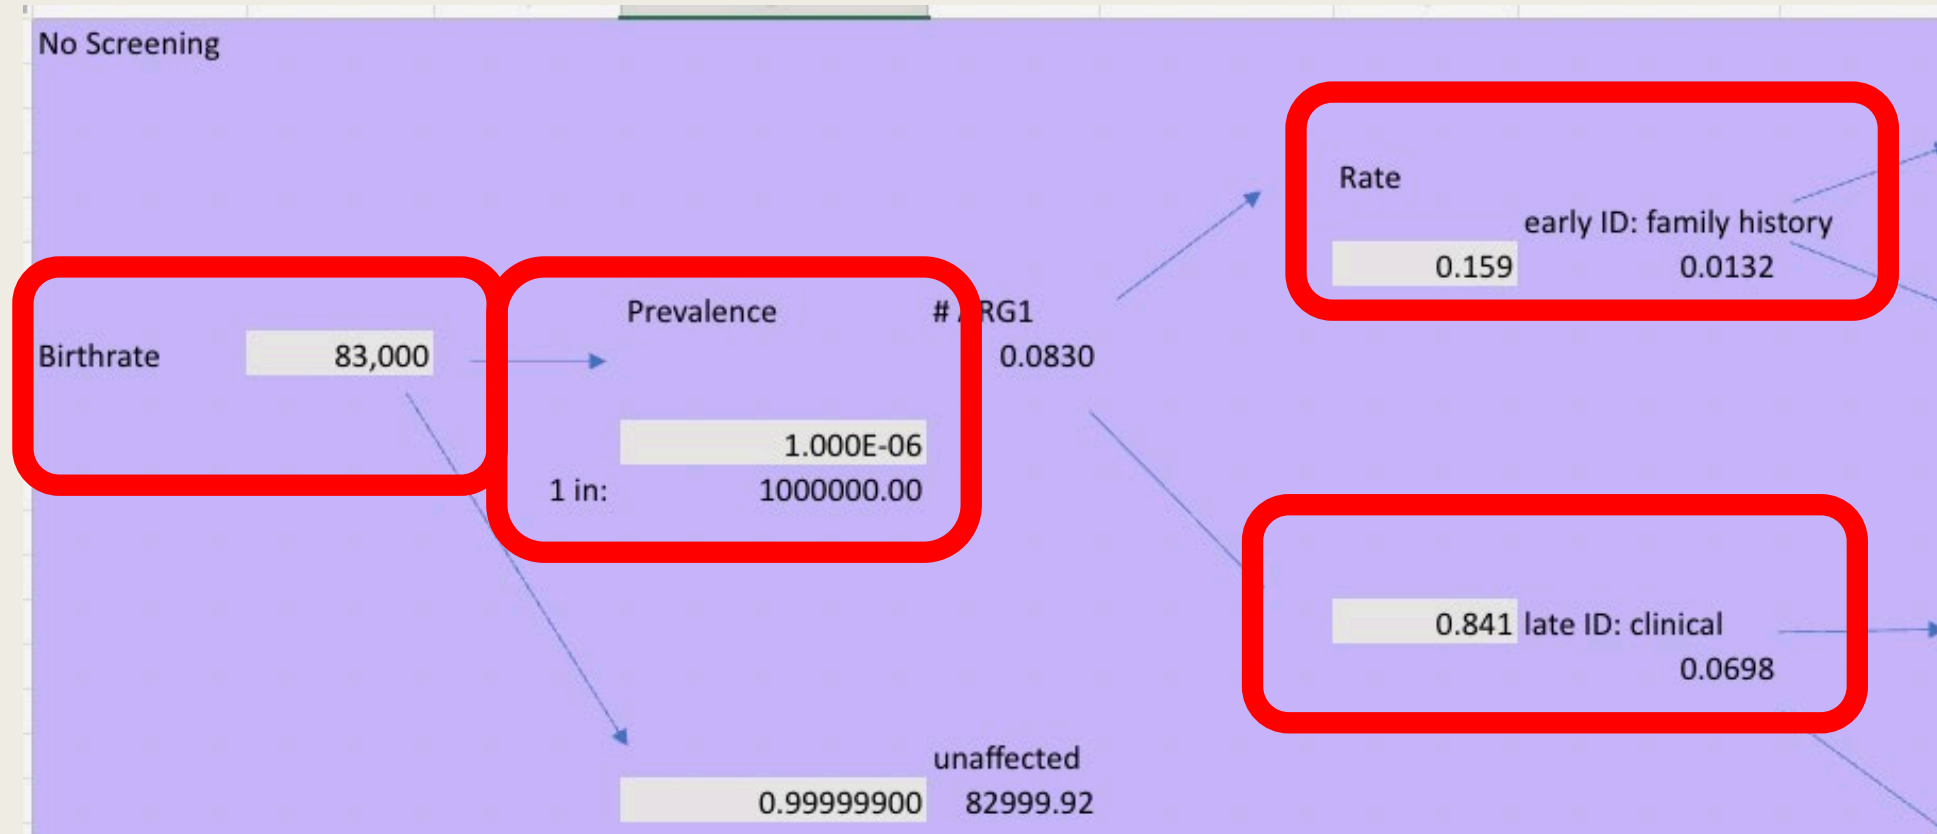 No Screening
Rate
early ID: family history
0.159 0.0132
Prevalence # RG1
Birthrate 83,000 0.0830
1.000E-06
1 in: 1000000.00
0.841 late ID: clinical
0.0698
unaffected
0.99999900 82999.92